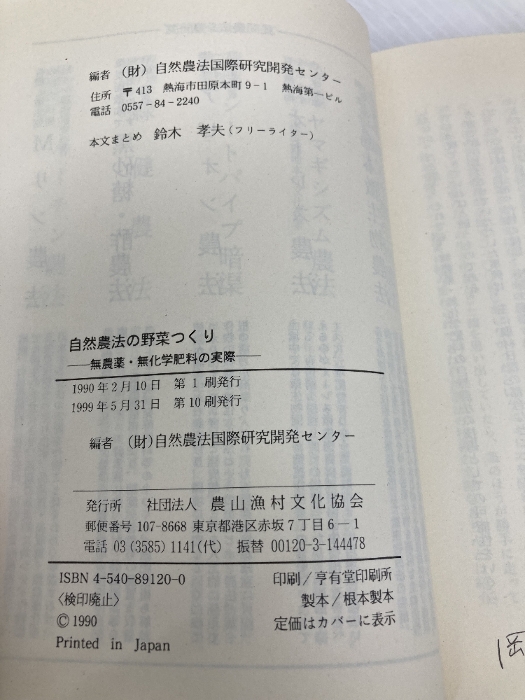 編者 (財)自然農法国際研究開発センター
住所 〒413 熱海市田原本町9−1 熱海第一ビル
電話 0557-84-2240
本文まとめ 鈴木 孝夫(フリーライター)
自然農法の野菜つくり
――無農薬・無化学肥料の実際――
1990年2月10日 第1刷発行
1999年5月31日 第10刷発行
編者 (財)自然農法国際研究開発センター
発行所 社団法人 農山漁村文化協会
郵便番号 107-8668 東京都港区赤坂7丁目6−1
電話 03(3585)1141(代) 振替 00120-3-144478
ISBN 4-540-89120-0
〈検印廃止〉
© 1990
Printed in Japan
印刷/亨有堂印刷所
製本/根本製本
定価はカバーに表示